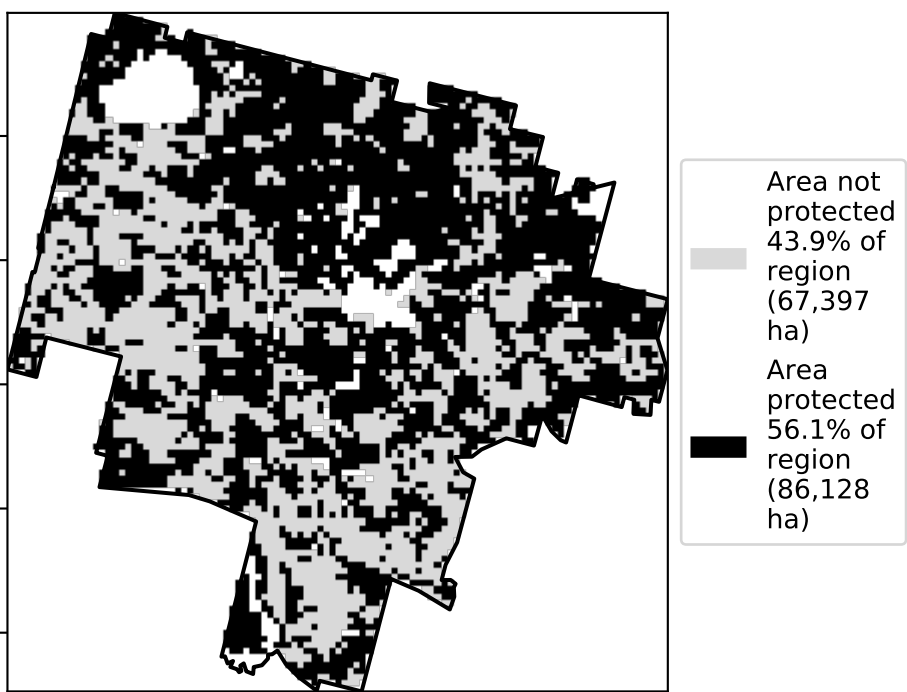 Area not
protected
43.9% of
region
(67,397
ha)
Area
protected
56.1% of
region
(86,128
ha)